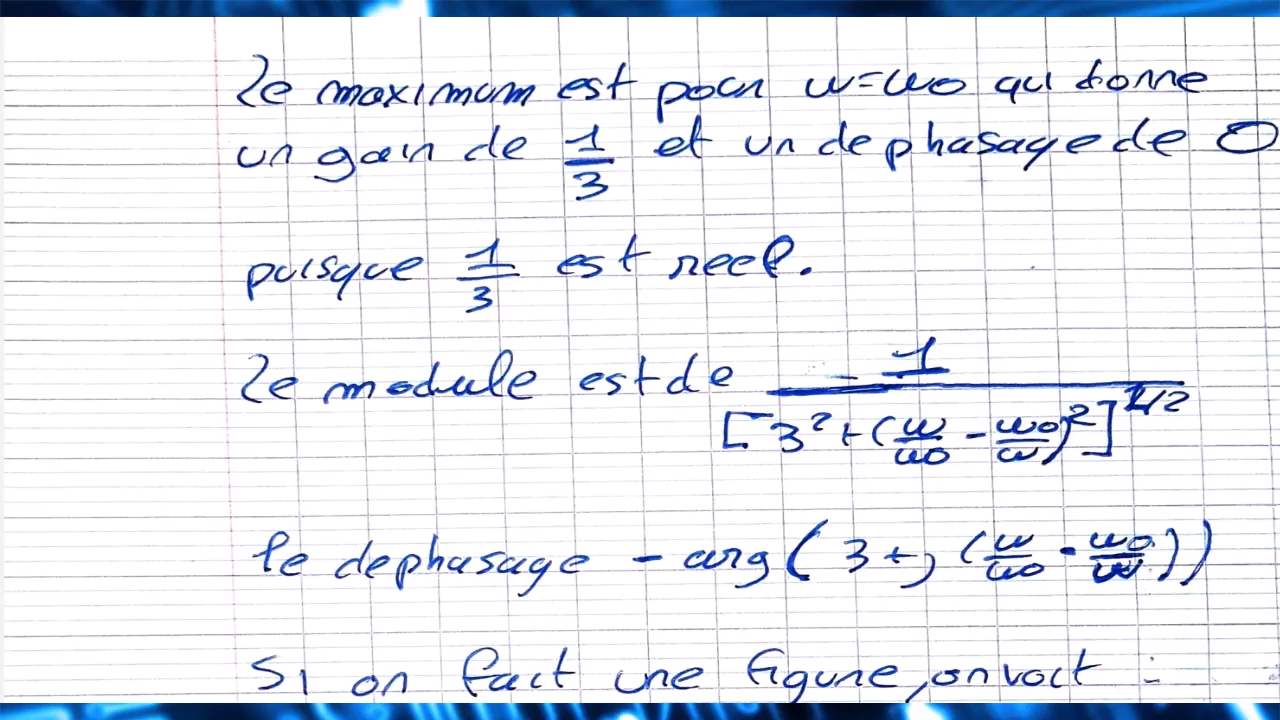 Le maximum est pour ω=ω0 qui donne
un gain de 1/3 et un dephasage de 0
puisque 1/3 est reel.
Le module est de 1/[3²+(ω/ω0 - ω0/ω)²]^1/2
le dephasage - arg(3+j(ω/ω0 - ω0/ω))
Si on fait une figure, on voit :